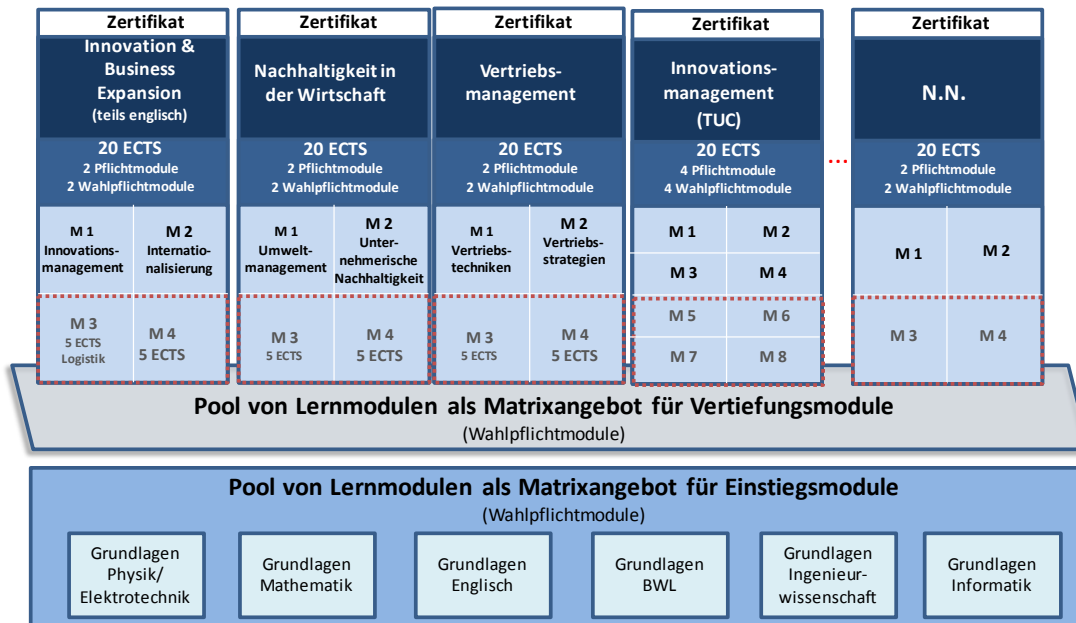 Zertifikat
Innovation &
Business
Expansion
(teils englisch)
20 ECTS
2 Pflichtmodule
2 Wahlpflichtmodule
M 1
Innovations-
management
M 2
Internatio-
nalisierung
M 3
5 ECTS
Logistik
M 4
5 ECTS
Zertifikat
Nachhaltigkeit in
der Wirtschaft
20 ECTS
2 Pflichtmodule
2 Wahlpflichtmodule
M 1
Umwelt-
management
M 2
Unter-
nehmerische
Nachhaltigkeit
M 3
5 ECTS
M 4
5 ECTS
Zertifikat
Vertriebs-
management
20 ECTS
2 Pflichtmodule
2 Wahlpflichtmodule
M 1
Vertriebs-
techniken
M 2
Vertriebs-
strategien
M 3
5 ECTS
M 4
5 ECTS
Zertifikat
Innovations-
management
(TUC)
20 ECTS
4 Pflichtmodule
4 Wahlpflichtmodule
M 1
M 2
M 3
M 4
M 5
M 6
M 7
M 8
...
Zertifikat
N.N.
20 ECTS
2 Pflichtmodule
2 Wahlpflichtmodule
M 1
M 2
M 3
M 4
Pool von Lernmodulen als Matrixangebot für Vertiefungsmodule
(Wahlpflichtmodule)
Pool von Lernmodulen als Matrixangebot für Einstiegsmodule
(Wahlpflichtmodule)
Grundlagen
Physik/
Elektrotechnik
Grundlagen
Mathematik
Grundlagen
Englisch
Grundlagen
BWL
Grundlagen
Ingenieur-
wissenschaft
Grundlagen
Informatik